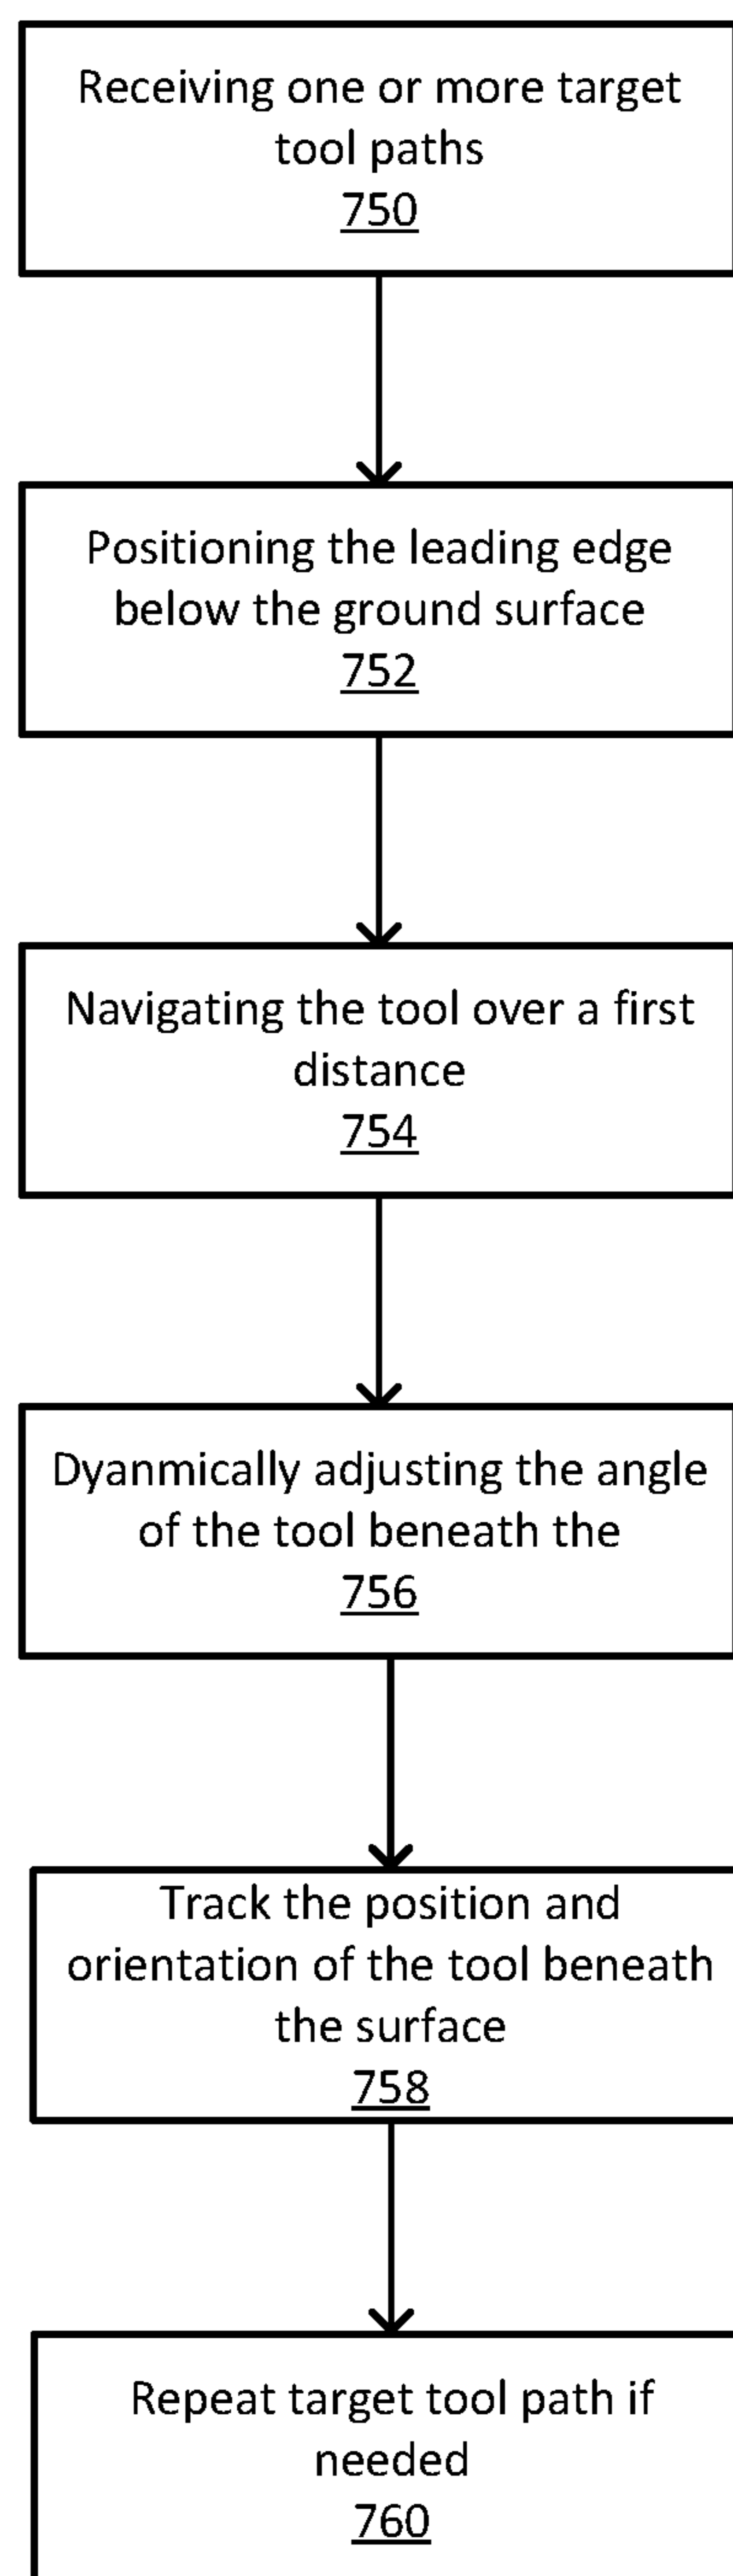 Receiving one or more target
tool paths
750
Positioning the leading edge
below the ground surface
752
Navigating the tool over a first
distance
754
Dyanmically adjusting the angle
of the tool beneath the
756
Track the position and
orientation of the tool beneath
the surface
758
Repeat target tool path if
needed
760